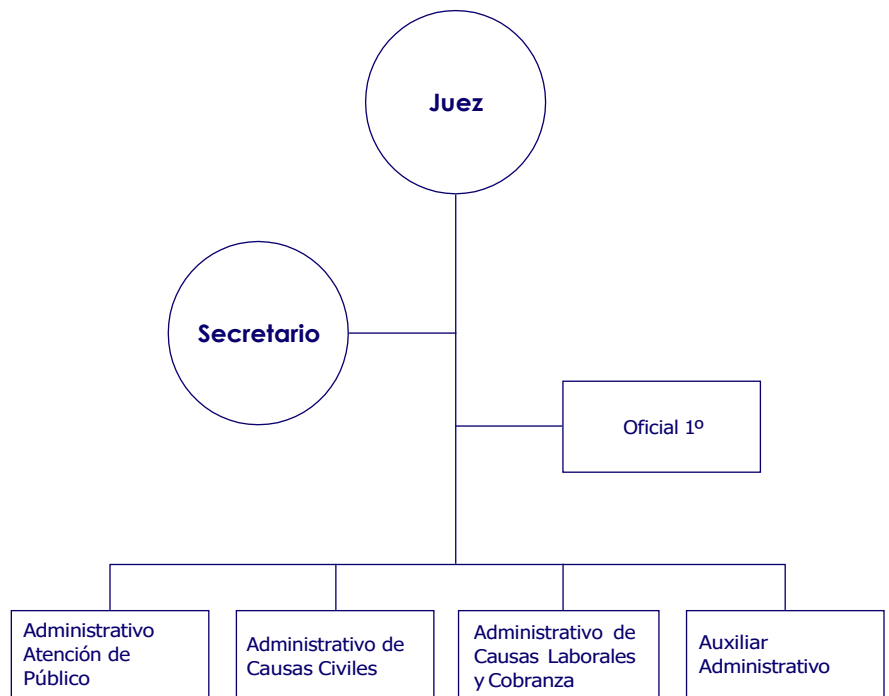 Juez
Secretario
Oficial 1º
Administrativo
Atención de
Público
Administrativo de
Causas Civiles
Administrativo de
Causas Laborales
y Cobranza
Auxiliar
Administrativo